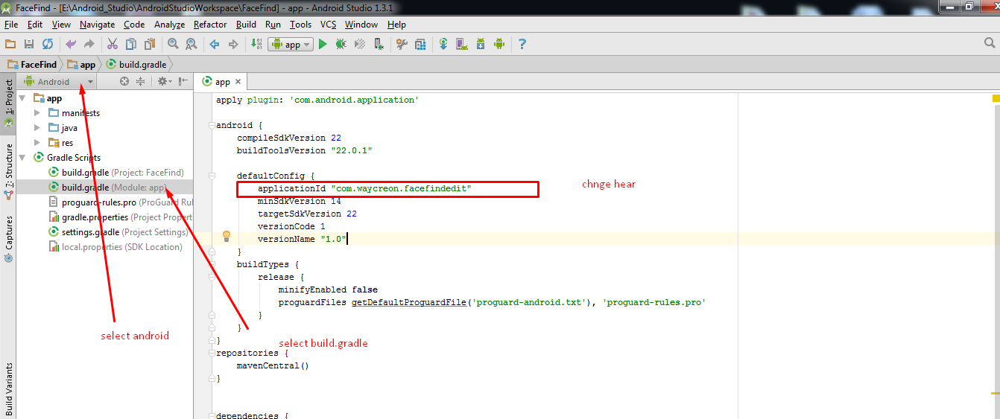 FaceFind - [E:\Android_Studio\AndroidStudioWorkspace\FaceFind] - app - Android Studio 1.3.1
File Edit View Navigate Code Analyze Refactor Build Run Tools VCS Window Help
app
FaceFind app build.gradle
1: Project
7: Structure
Captures
Build Variants
Android
app
manifests
java
res
Gradle Scripts
build.gradle (Project: FaceFind)
build.gradle (Module: app)
proguard-rules.pro (ProGuard Rul
gradle.properties (Project Propert
settings.gradle (Project Settings)
local.properties (SDK Location)
select android
app
apply plugin: 'com.android.application'
android {
compileSdkVersion 22
buildToolsVersion "22.0.1"
defaultConfig {
applicationId "com.waycreon.facefindedit"
chnge hear
minSdkVersion 14
targetSdkVersion 22
versionCode 1
versionName "1.0"
}
buildTypes {
release {
minifyEnabled false
proguardFiles getDefaultProguardFile('proguard-android.txt'), 'proguard-rules.pro'
}
}
select build.gradle
}
repositories {
mavenCentral()
}
dependencies {